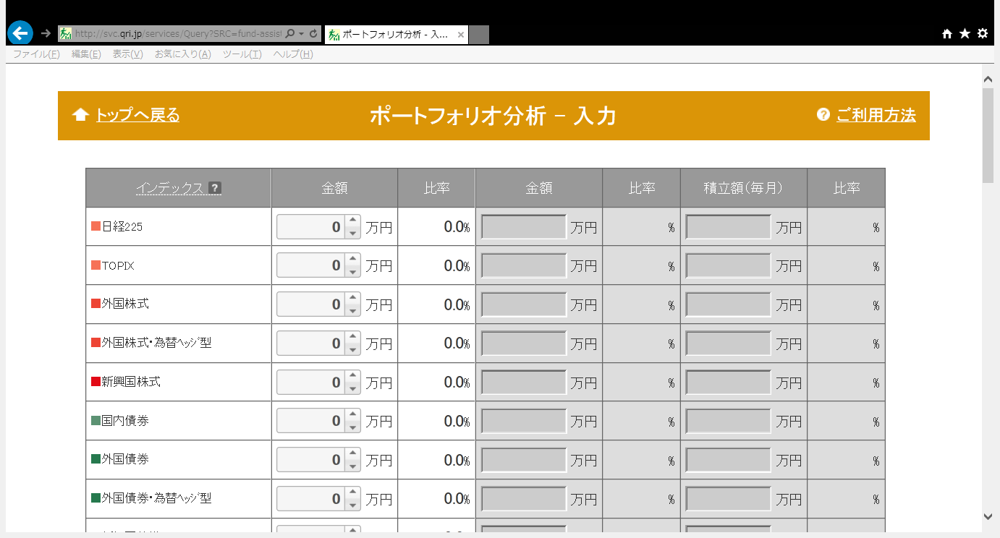 http://svc.qri.jp/services/Query?SRC=fund-assist
ポートフォリオ分析 - 入...
ファイル(F) 編集(E) 表示(V) お気に入り(A) ツール(T) ヘルプ(H)
トップへ戻る ポートフォリオ分析 - 入力 ? ご利用方法
インデックス ? 金額 比率 金額 比率 積立額(毎月) 比率
日経225 0 万円 0.0% 万円 % 万円 %
TOPIX 0 万円 0.0% 万円 % 万円 %
外国株式 0 万円 0.0% 万円 % 万円 %
外国株式・為替ヘッジ型 0 万円 0.0% 万円 % 万円 %
新興国株式 0 万円 0.0% 万円 % 万円 %
国内債券 0 万円 0.0% 万円 % 万円 %
外国債券 0 万円 0.0% 万円 % 万円 %
外国債券・為替ヘッジ型 0 万円 0.0% 万円 % 万円 %